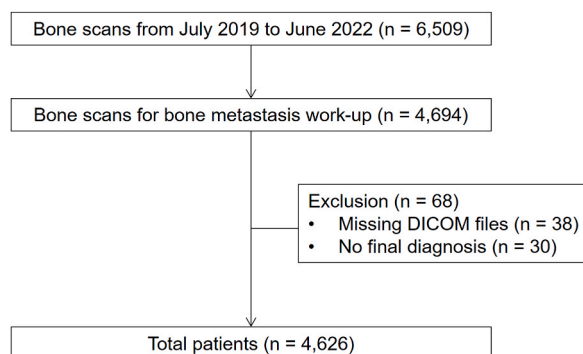 Bone scans from July 2019 to June 2022 (n = 6,509)
Bone scans for bone metastasis work-up (n = 4,694)
Exclusion (n = 68)
• Missing DICOM files (n = 38)
• No final diagnosis (n = 30)
Total patients (n = 4,626)